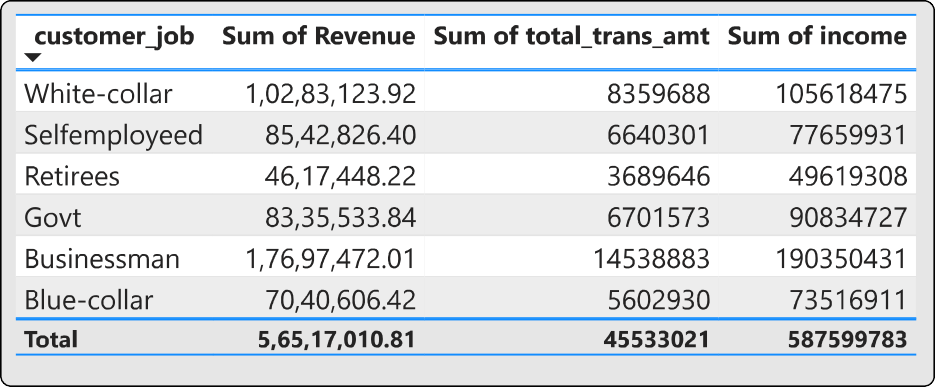 customer_job Sum of Revenue Sum of total_trans_amt Sum of income
White-collar 1,02,83,123.92 8359688 105618475
Selfemployeed 85,42,826.40 6640301 77659931
Retirees 46,17,448.22 3689646 49619308
Govt 83,35,533.84 6701573 90834727
Businessman 1,76,97,472.01 14538883 190350431
Blue-collar 70,40,606.42 5602930 73516911
Total 5,65,17,010.81 45533021 587599783